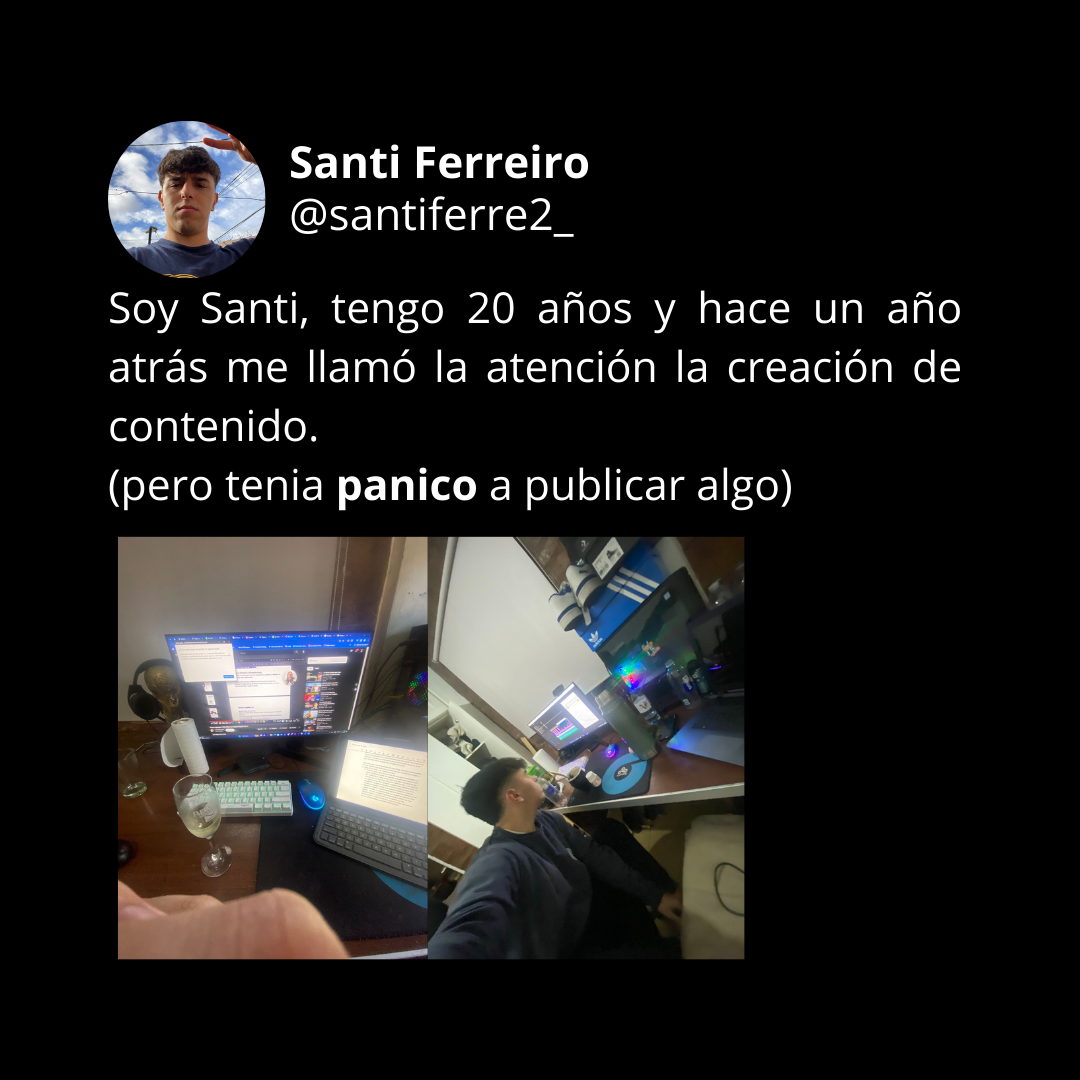 Santi Ferreiro
@santiferre2_
Soy Santi, tengo 20 años y hace un año
atrás me llamó la atención la creación de
contenido.
(pero tenia panico a publicar algo)